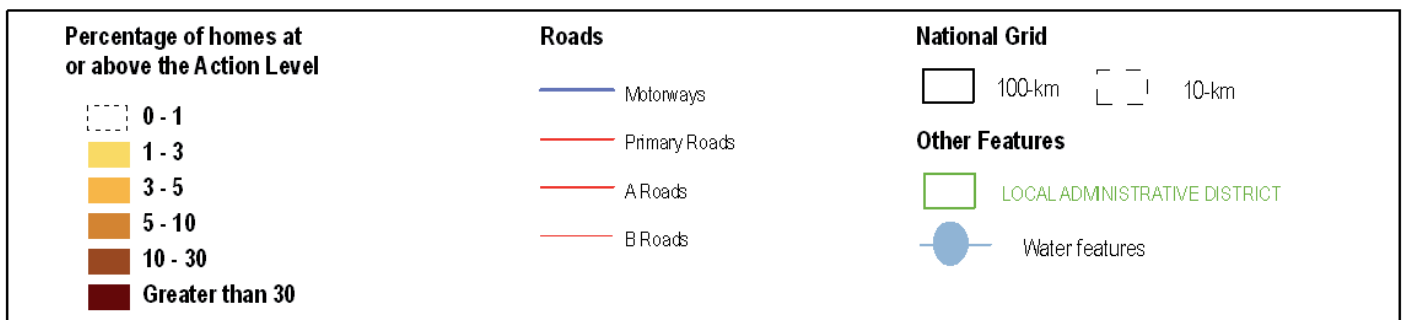 Percentage of homes at
or above the Action Level
0 - 1
1 - 3
3 - 5
5 - 10
10 - 30
Greater than 30
Roads
Motorways
Primary Roads
A Roads
B Roads
National Grid
100-km
10-km
Other Features
LOCAL ADMINISTRATIVE DISTRICT
Water features